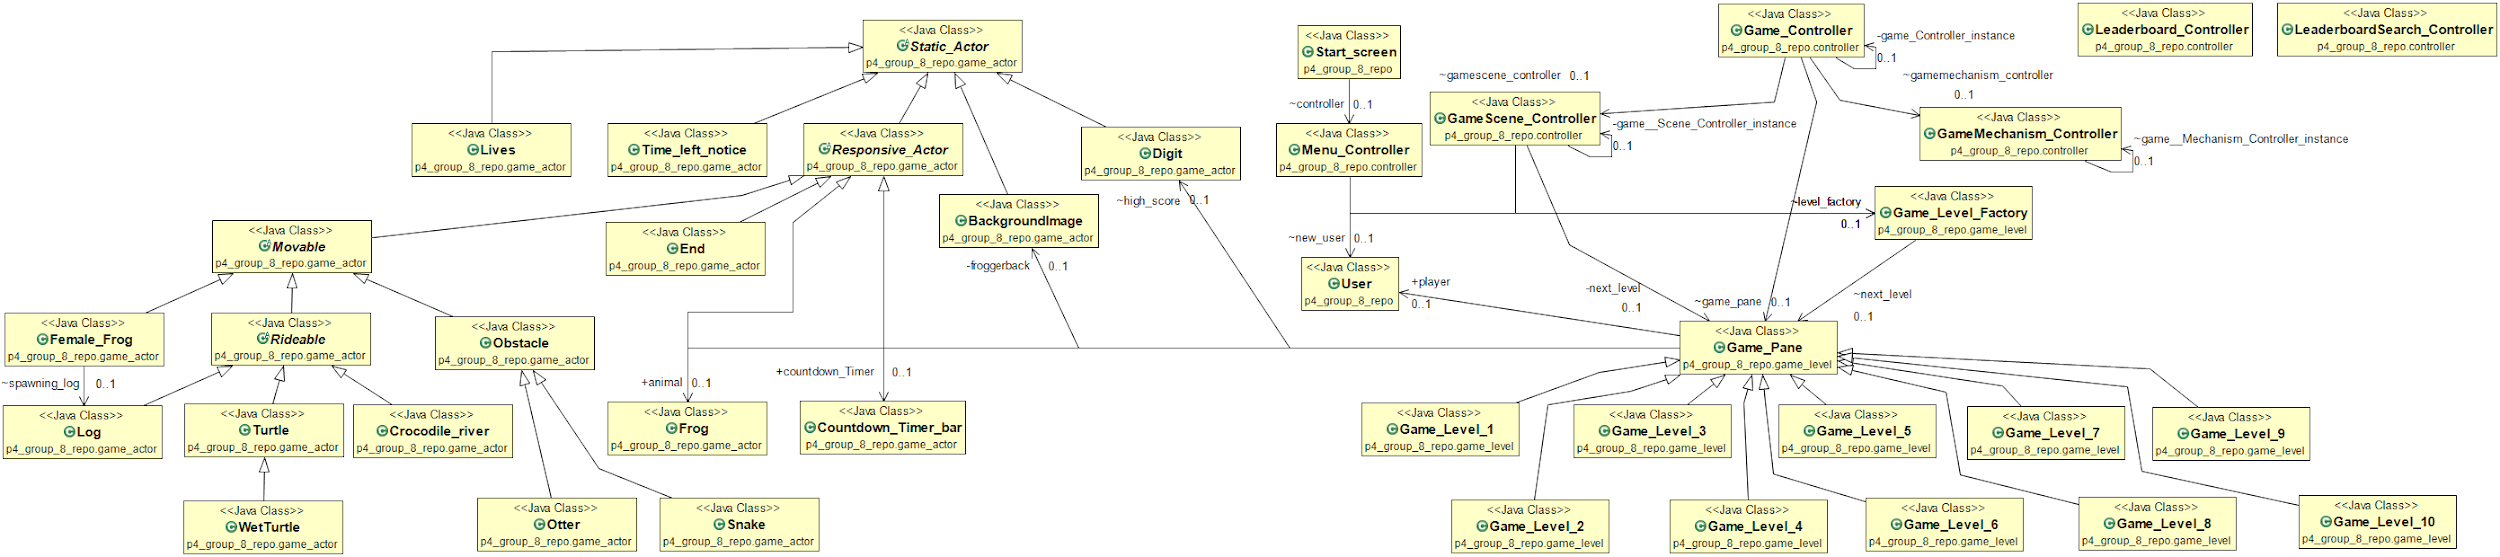 <<Java Class>>
Static_Actor
p4_group_8_repo.game_actor
<<Java Class>>
Start_screen
p4_group_8_repo
<<Java Class>>
Game_Controller
p4_group_8_repo.controller
-game_Controller_instance
0..1
<<Java Class>>
Leaderboard_Controller
p4_group_8_repo.controller
<<Java Class>>
LeaderboardSearch_Controller
p4_group_8_repo.controller
~gamescene_controller 0..1
~gamemechanism_controller
0..1
~controller 0..1
<<Java Class>>
Lives
p4_group_8_repo.game_actor
<<Java Class>>
Time_left_notice
p4_group_8_repo.game_actor
<<Java Class>>
Responsive_Actor
p4_group_8_repo.game_actor
<<Java Class>>
Digit
p4_group_8_repo.game_actor
<<Java Class>>
Menu_Controller
p4_group_8_repo.controller
<<Java Class>>
GameScene_Controller
p4_group_8_repo.controller
-game__Scene_Controller_instance
0..1
<<Java Class>>
GameMechanism_Controller
p4_group_8_repo.controller
~game__Mechanism_Controller_instance
0..1
~high_score 0..1
<<Java Class>>
BackgroundImage
p4_group_8_repo.game_actor
-froggerback 0..1
~level_factory
0..1
<<Java Class>>
Game_Level_Factory
p4_group_8_repo.game_level
<<Java Class>>
Movable
p4_group_8_repo.game_actor
<<Java Class>>
End
p4_group_8_repo.game_actor
~new_user 0..1
<<Java Class>>
User
p4_group_8_repo
+player
0..1
-next_level
0..1
~game_pane 0..1
~next_level
0..1
<<Java Class>>
Female_Frog
p4_group_8_repo.game_actor
<<Java Class>>
Rideable
p4_group_8_repo.game_actor
<<Java Class>>
Obstacle
p4_group_8_repo.game_actor
<<Java Class>>
Game_Pane
p4_group_8_repo.game_level
~spawning_log 0..1
+animal 0..1
+countdown_Timer 0..1
<<Java Class>>
Log
p4_group_8_repo.game_actor
<<Java Class>>
Turtle
p4_group_8_repo.game_actor
<<Java Class>>
Crocodile_river
p4_group_8_repo.game_actor
<<Java Class>>
Frog
p4_group_8_repo.game_actor
<<Java Class>>
Countdown_Timer_bar
p4_group_8_repo.game_actor
<<Java Class>>
Game_Level_1
p4_group_8_repo.game_level
<<Java Class>>
Game_Level_3
p4_group_8_repo.game_level
<<Java Class>>
Game_Level_5
p4_group_8_repo.game_level
<<Java Class>>
Game_Level_7
p4_group_8_repo.game_level
<<Java Class>>
Game_Level_9
p4_group_8_repo.game_level
<<Java Class>>
WetTurtle
p4_group_8_repo.game_actor
<<Java Class>>
Otter
p4_group_8_repo.game_actor
<<Java Class>>
Snake
p4_group_8_repo.game_actor
<<Java Class>>
Game_Level_2
p4_group_8_repo.game_level
<<Java Class>>
Game_Level_4
p4_group_8_repo.game_level
<<Java Class>>
Game_Level_6
p4_group_8_repo.game_level
<<Java Class>>
Game_Level_8
p4_group_8_repo.game_level
<<Java Class>>
Game_Level_10
p4_group_8_repo.game_level